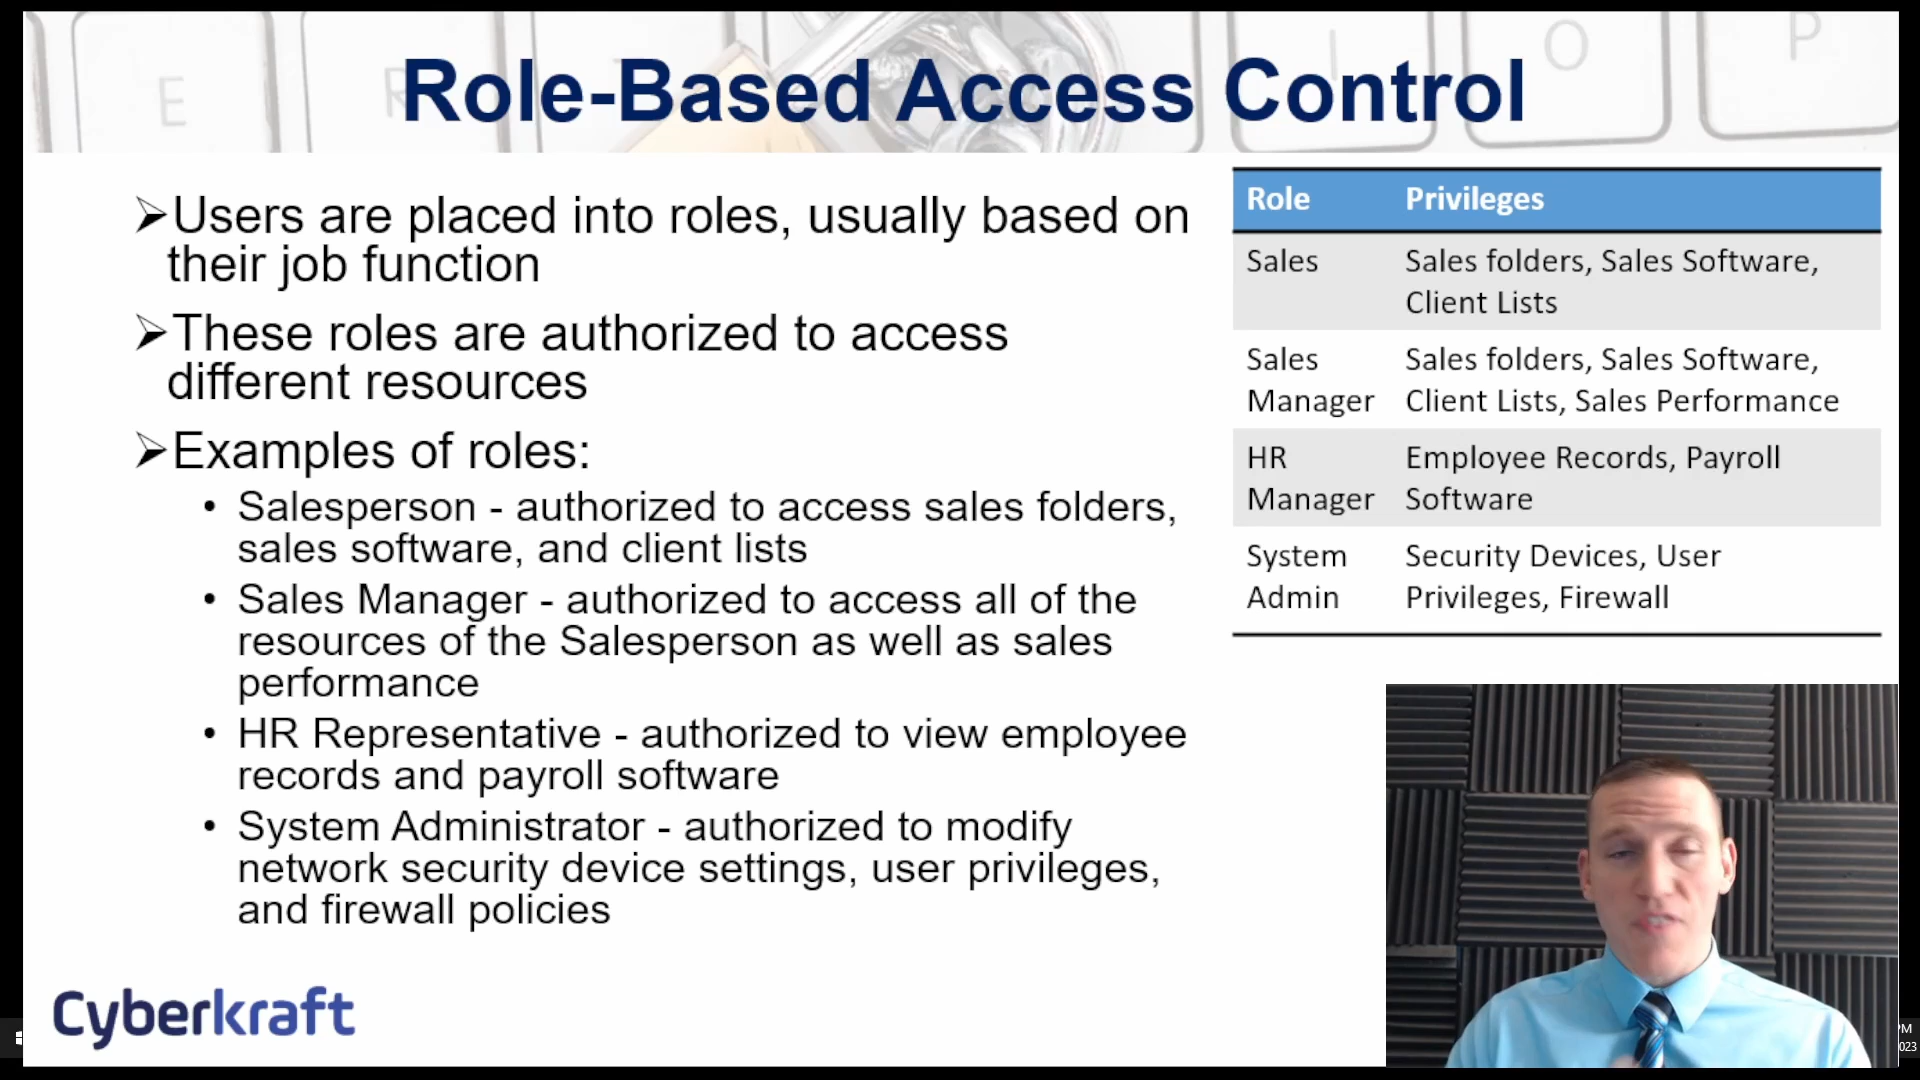 Role-Based Access Control
➢Users are placed into roles, usually based on
their job function
➢These roles are authorized to access
different resources
➢Examples of roles:
• Salesperson - authorized to access sales folders,
sales software, and client lists
• Sales Manager - authorized to access all of the
resources of the Salesperson as well as sales
performance
• HR Representative - authorized to view employee
records and payroll software
• System Administrator - authorized to modify
network security device settings, user privileges,
and firewall policies
Role Privileges
Sales Sales folders, Sales Software,
Client Lists
Sales Sales folders, Sales Software,
Manager Client Lists, Sales Performance
HR Employee Records, Payroll
Manager Software
System Security Devices, User
Admin Privileges, Firewall
Cyberkraft
E R I O P
PM
023